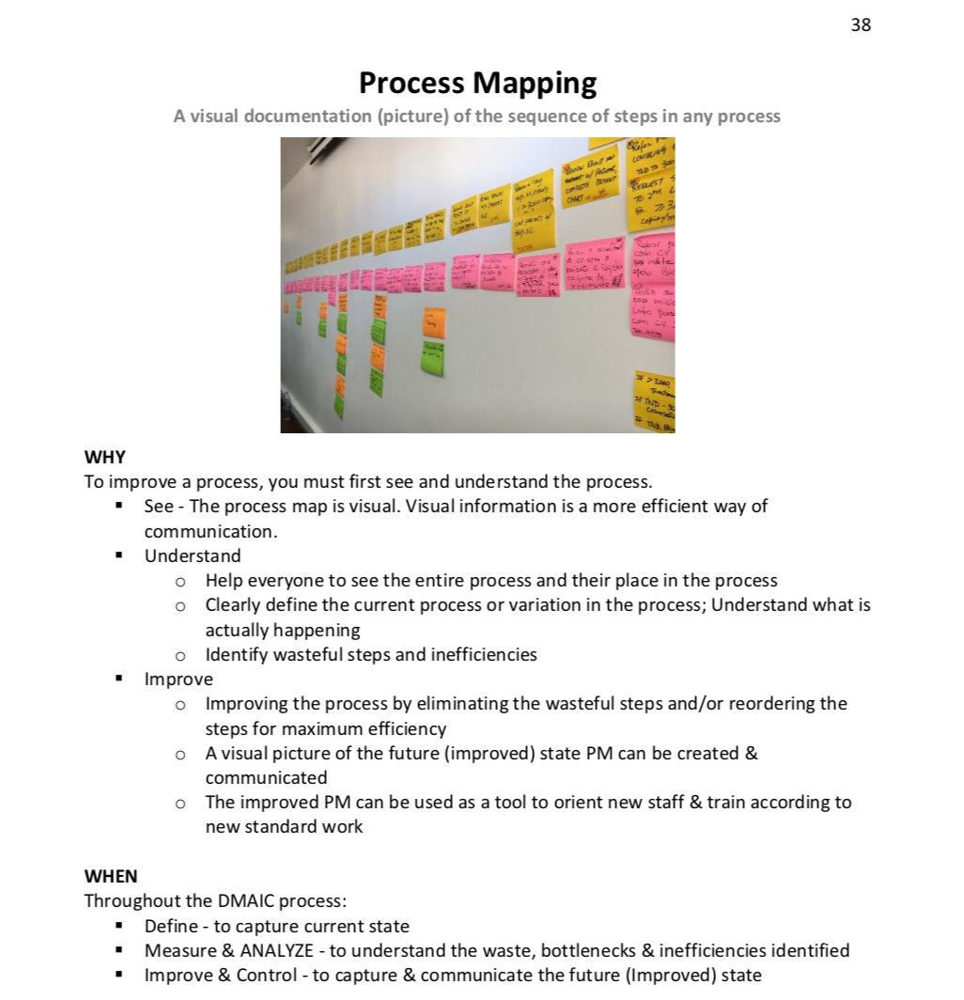 38
Process Mapping
A visual documentation (picture) of the sequence of steps in any process
WHY
To improve a process, you must first see and understand the process.
▪ See - The process map is visual. Visual information is a more efficient way of
communication.
▪ Understand
o Help everyone to see the entire process and their place in the process
o Clearly define the current process or variation in the process; Understand what is
actually happening
o Identify wasteful steps and inefficiencies
▪ Improve
o Improving the process by eliminating the wasteful steps and/or reordering the
steps for maximum efficiency
o A visual picture of the future (improved) state PM can be created &
communicated
o The improved PM can be used as a tool to orient new staff & train according to
new standard work
WHEN
Throughout the DMAIC process:
▪ Define - to capture current state
▪ Measure & ANALYZE - to understand the waste, bottlenecks & inefficiencies identified
▪ Improve & Control - to capture & communicate the future (Improved) state